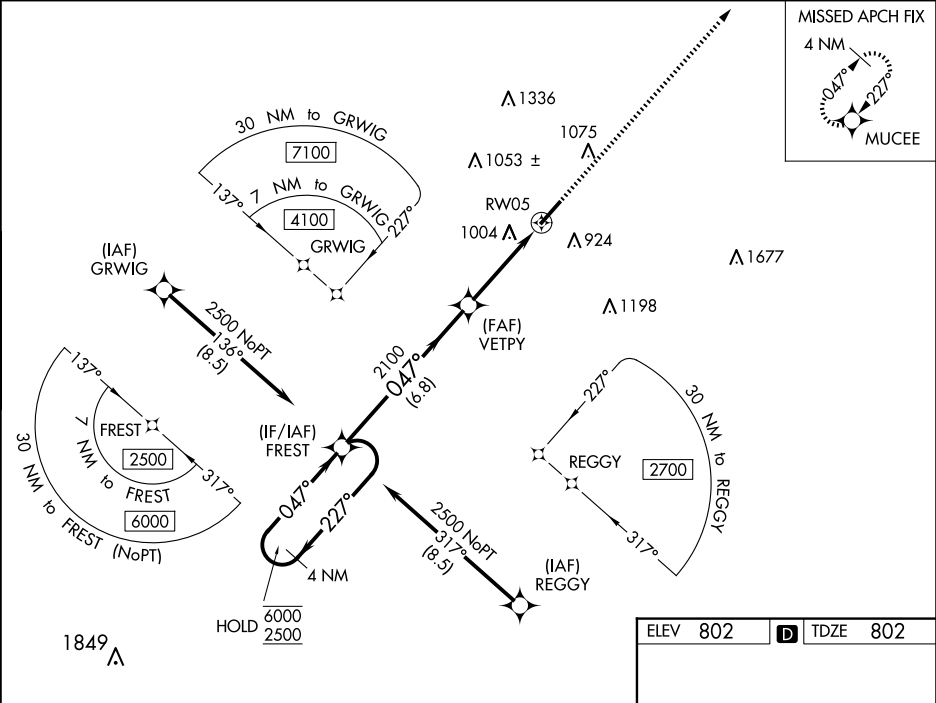 MISSED APCH FIX
4 NM
047°
227°
MUCEE
1336
1075
1053 ±
RW05
1004
924
1677
1198
30 NM to GRWIG
7100
137°
7 NM to GRWIG
4100
227°
GRWIG
(IAF)
GRWIG
2500 NoPT
136°
(8.5)
(FAF)
VETPY
2100
047°
(6.8)
137°
FREST
2500
7 NM to FREST
317°
6000
30 NM to FREST (NoPT)
(IF/IAF)
FREST
047°
227°
4 NM
HOLD
6000
2500
227°
30 NM to REGGY
REGGY
2700
317°
2500 NoPT
317°
(8.5)
(IAF)
REGGY
1849
ELEV 802 D TDZE 802